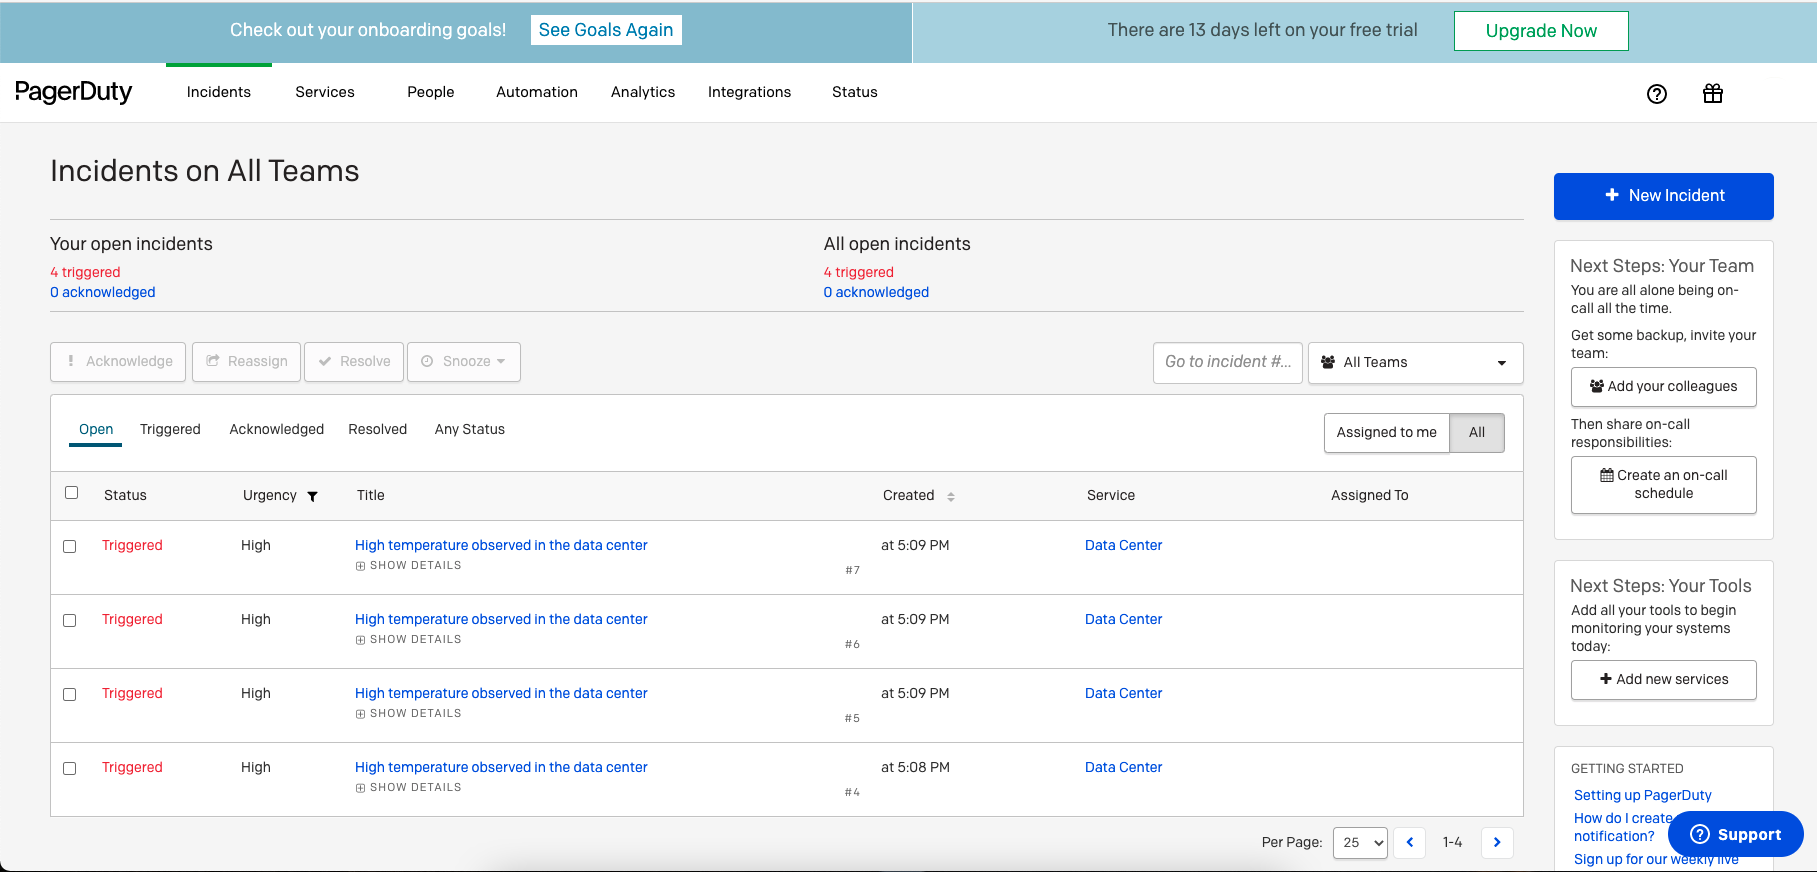 Check out your onboarding goals! See Goals Again
There are 13 days left on your free trial Upgrade Now
PagerDuty Incidents Services People Automation Analytics Integrations Status
Incidents on All Teams
Your open incidents
4 triggered
0 acknowledged
All open incidents
4 triggered
0 acknowledged
Acknowledge Reassign Resolve Snooze
Go to incident #... All Teams
Open Triggered Acknowledged Resolved Any Status
Assigned to me All
Status Urgency Title Created Service Assigned To
Triggered High High temperature observed in the data center at 5:09 PM Data Center
SHOW DETAILS #7
Triggered High High temperature observed in the data center at 5:09 PM Data Center
SHOW DETAILS #6
Triggered High High temperature observed in the data center at 5:09 PM Data Center
SHOW DETAILS #5
Triggered High High temperature observed in the data center at 5:08 PM Data Center
SHOW DETAILS #4
Per Page: 25 1-4
New Incident
Next Steps: Your Team
You are all alone being on-
call all the time.
Get some backup, invite your
team:
Add your colleagues
Then share on-call
responsibilities:
Create an on-call
schedule
Next Steps: Your Tools
Add all your tools to begin
monitoring your systems
today:
Add new services
GETTING STARTED
Setting up PagerDuty
How do I create
notification?
Sign up for our weekly live
Support